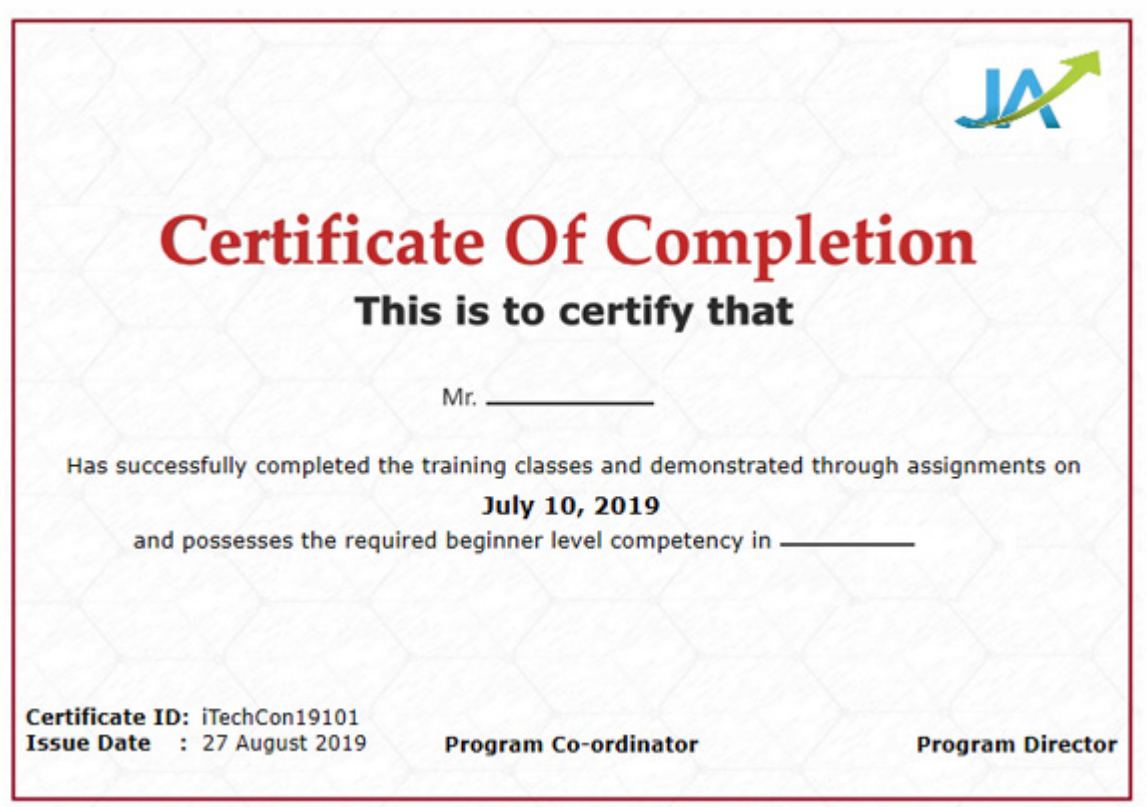 JA
Certificate Of Completion
This is to certify that
Mr. __________
Has successfully completed the training classes and demonstrated through assignments on
July 10, 2019
and possesses the required beginner level competency in __________
Certificate ID: iTechCon19101
Issue Date : 27 August 2019
Program Co-ordinator
Program Director